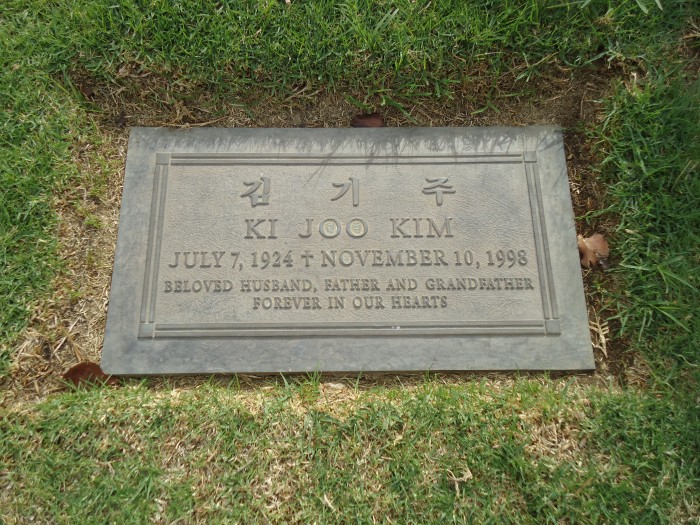 김 기 주
KI JOO KIM
JULY 7, 1924 ✝ NOVEMBER 10, 1998
BELOVED HUSBAND, FATHER AND GRANDFATHER
FOREVER IN OUR HEARTS